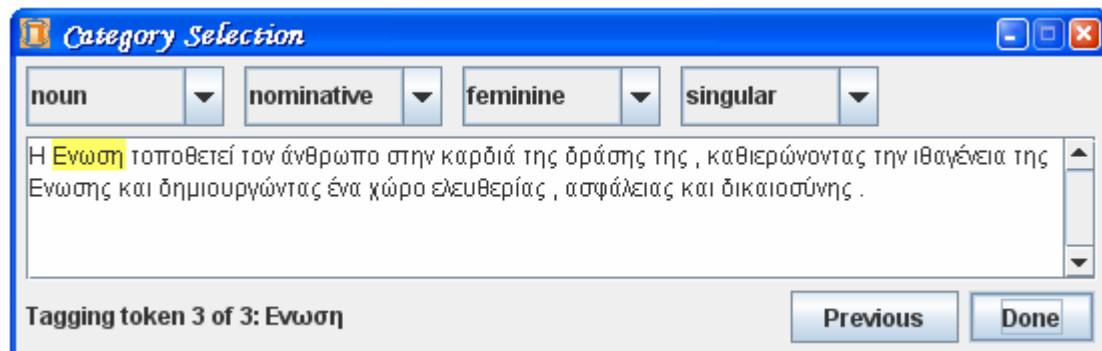 Category Selection
noun nominative feminine singular
Η Ενωση τοποθετεί τον άνθρωπο στην καρδιά της δράσης της , καθιερώνοντας την ιθαγένεια της
Ενωσης και δημιουργώντας ένα χώρο ελευθερίας , ασφάλειας και δικαιοσύνης .
Tagging token 3 of 3: Ενωση Previous Done